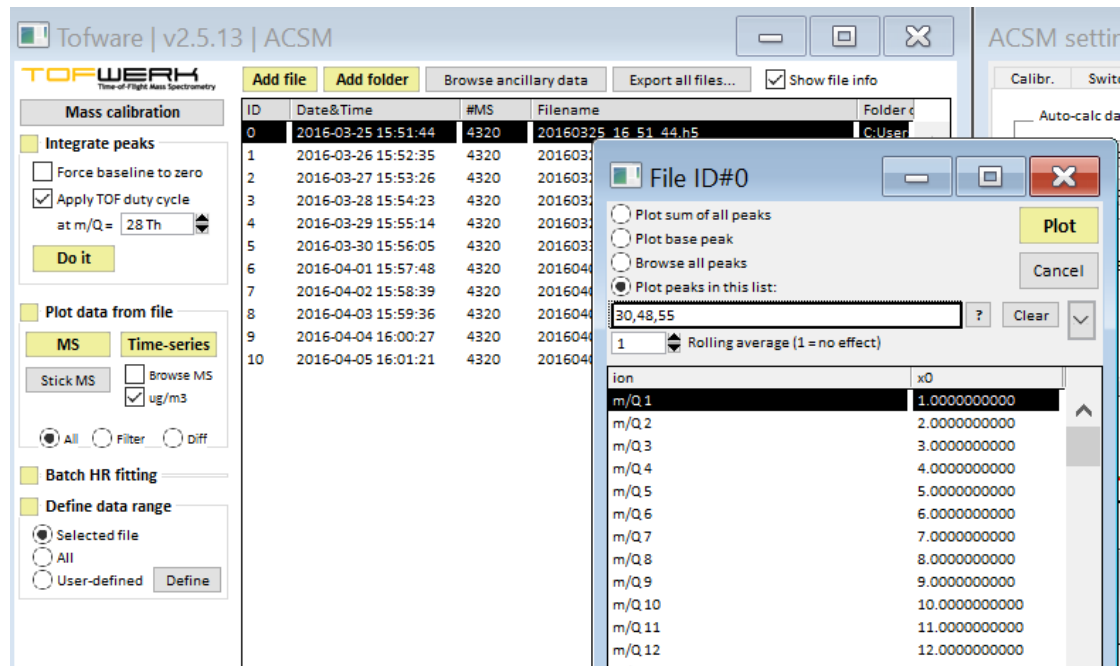 Tofware | v2.5.13 | ACSM
ACSM settin
TOFWERK
Time-of-Flight Mass Spectrometry
Add file
Add folder
Browse ancillary data
Export all files...
Show file info
Calibr.
Auto-calc da
Mass calibration
Integrate peaks
Force baseline to zero
Apply TOF duty cycle
at m/Q = 28 Th
Do it
Plot data from file
MS
Time-series
Stick MS
Browse MS
ug/m3
All
Filter
Diff
Batch HR fitting
Define data range
Selected file
All
User-defined
Define
ID Date&Time #MS Filename Folder
0 2016-03-25 15:51:44 4320 20160325_16_51_44.h5 C:User
1 2016-03-26 15:52:35 4320 2016032
2 2016-03-27 15:53:26 4320 2016032
3 2016-03-28 15:54:23 4320 2016032
4 2016-03-29 15:55:14 4320 2016032
5 2016-03-30 15:56:05 4320 2016033
6 2016-04-01 15:57:48 4320 2016040
7 2016-04-02 15:58:39 4320 2016040
8 2016-04-03 15:59:36 4320 2016040
9 2016-04-04 16:00:27 4320 2016040
10 2016-04-05 16:01:21 4320 2016040
File ID#0
Plot sum of all peaks
Plot base peak
Browse all peaks
Plot peaks in this list:
Plot
Cancel
30,48,55
?
Clear
1 Rolling average (1 = no effect)
ion x0
m/Q 1 1.0000000000
m/Q 2 2.0000000000
m/Q 3 3.0000000000
m/Q 4 4.0000000000
m/Q 5 5.0000000000
m/Q 6 6.0000000000
m/Q 7 7.0000000000
m/Q 8 8.0000000000
m/Q 9 9.0000000000
m/Q 10 10.0000000000
m/Q 11 11.0000000000
m/Q 12 12.0000000000